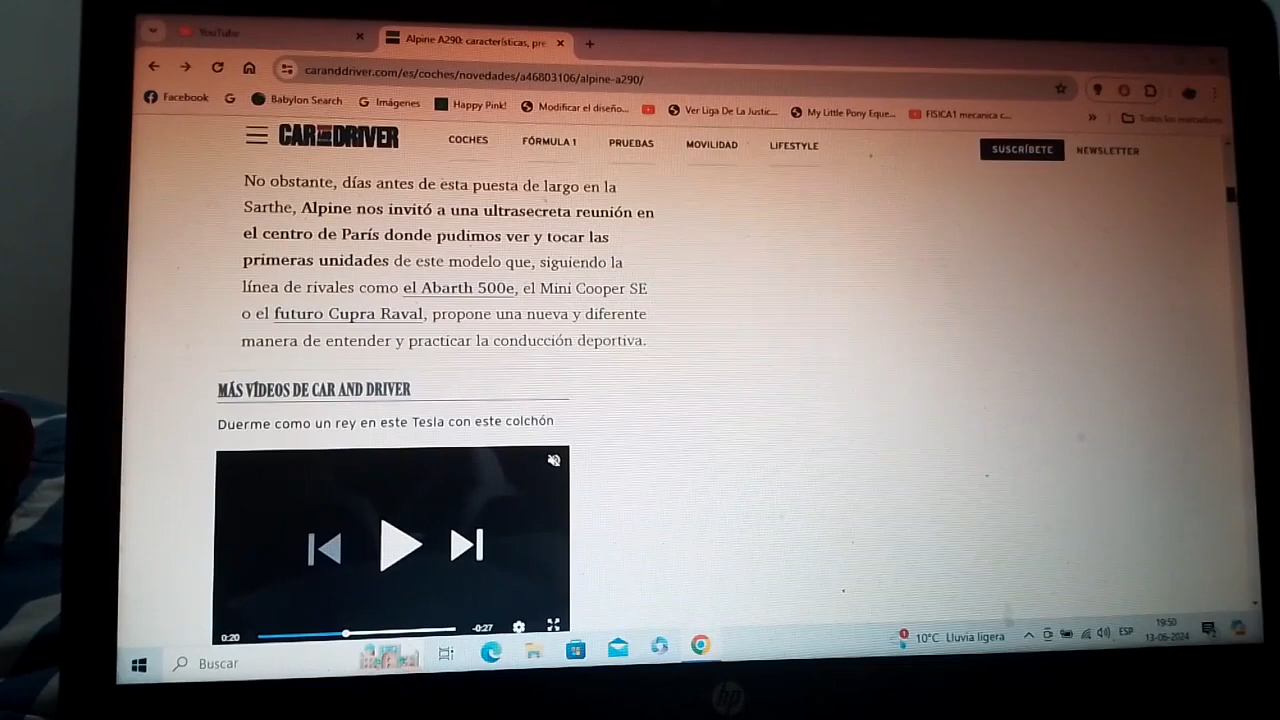 YouTube
Alpine A290: características, pre
caranddriver.com/es/coches/novedades/a46803106/alpine-a290/
Facebook
Babylon Search
Imágenes
Happy Pink!
Modificar el diseño...
Ver Liga De La Justic...
My Little Pony Eque...
FISICA1 mecanica c...
Todos los marcadores
CAR AND DRIVER
COCHES
FÓRMULA 1
PRUEBAS
MOVILIDAD
LIFESTYLE
SUSCRÍBETE
NEWSLETTER
No obstante, días antes de esta puesta de largo en la
Sarthe, Alpine nos invitó a una ultrasecreta reunión en
el centro de París donde pudimos ver y tocar las
primeras unidades de este modelo que, siguiendo la
línea de rivales como el Abarth 500e, el Mini Cooper SE
o el futuro Cupra Raval, propone una nueva y diferente
manera de entender y practicar la conducción deportiva.
MÁS VÍDEOS DE CAR AND DRIVER
Duerme como un rey en este Tesla con este colchón
0:20
-0:27
Buscar
10°C Lluvia ligera
ESP
19:50
13-06-2024
hp